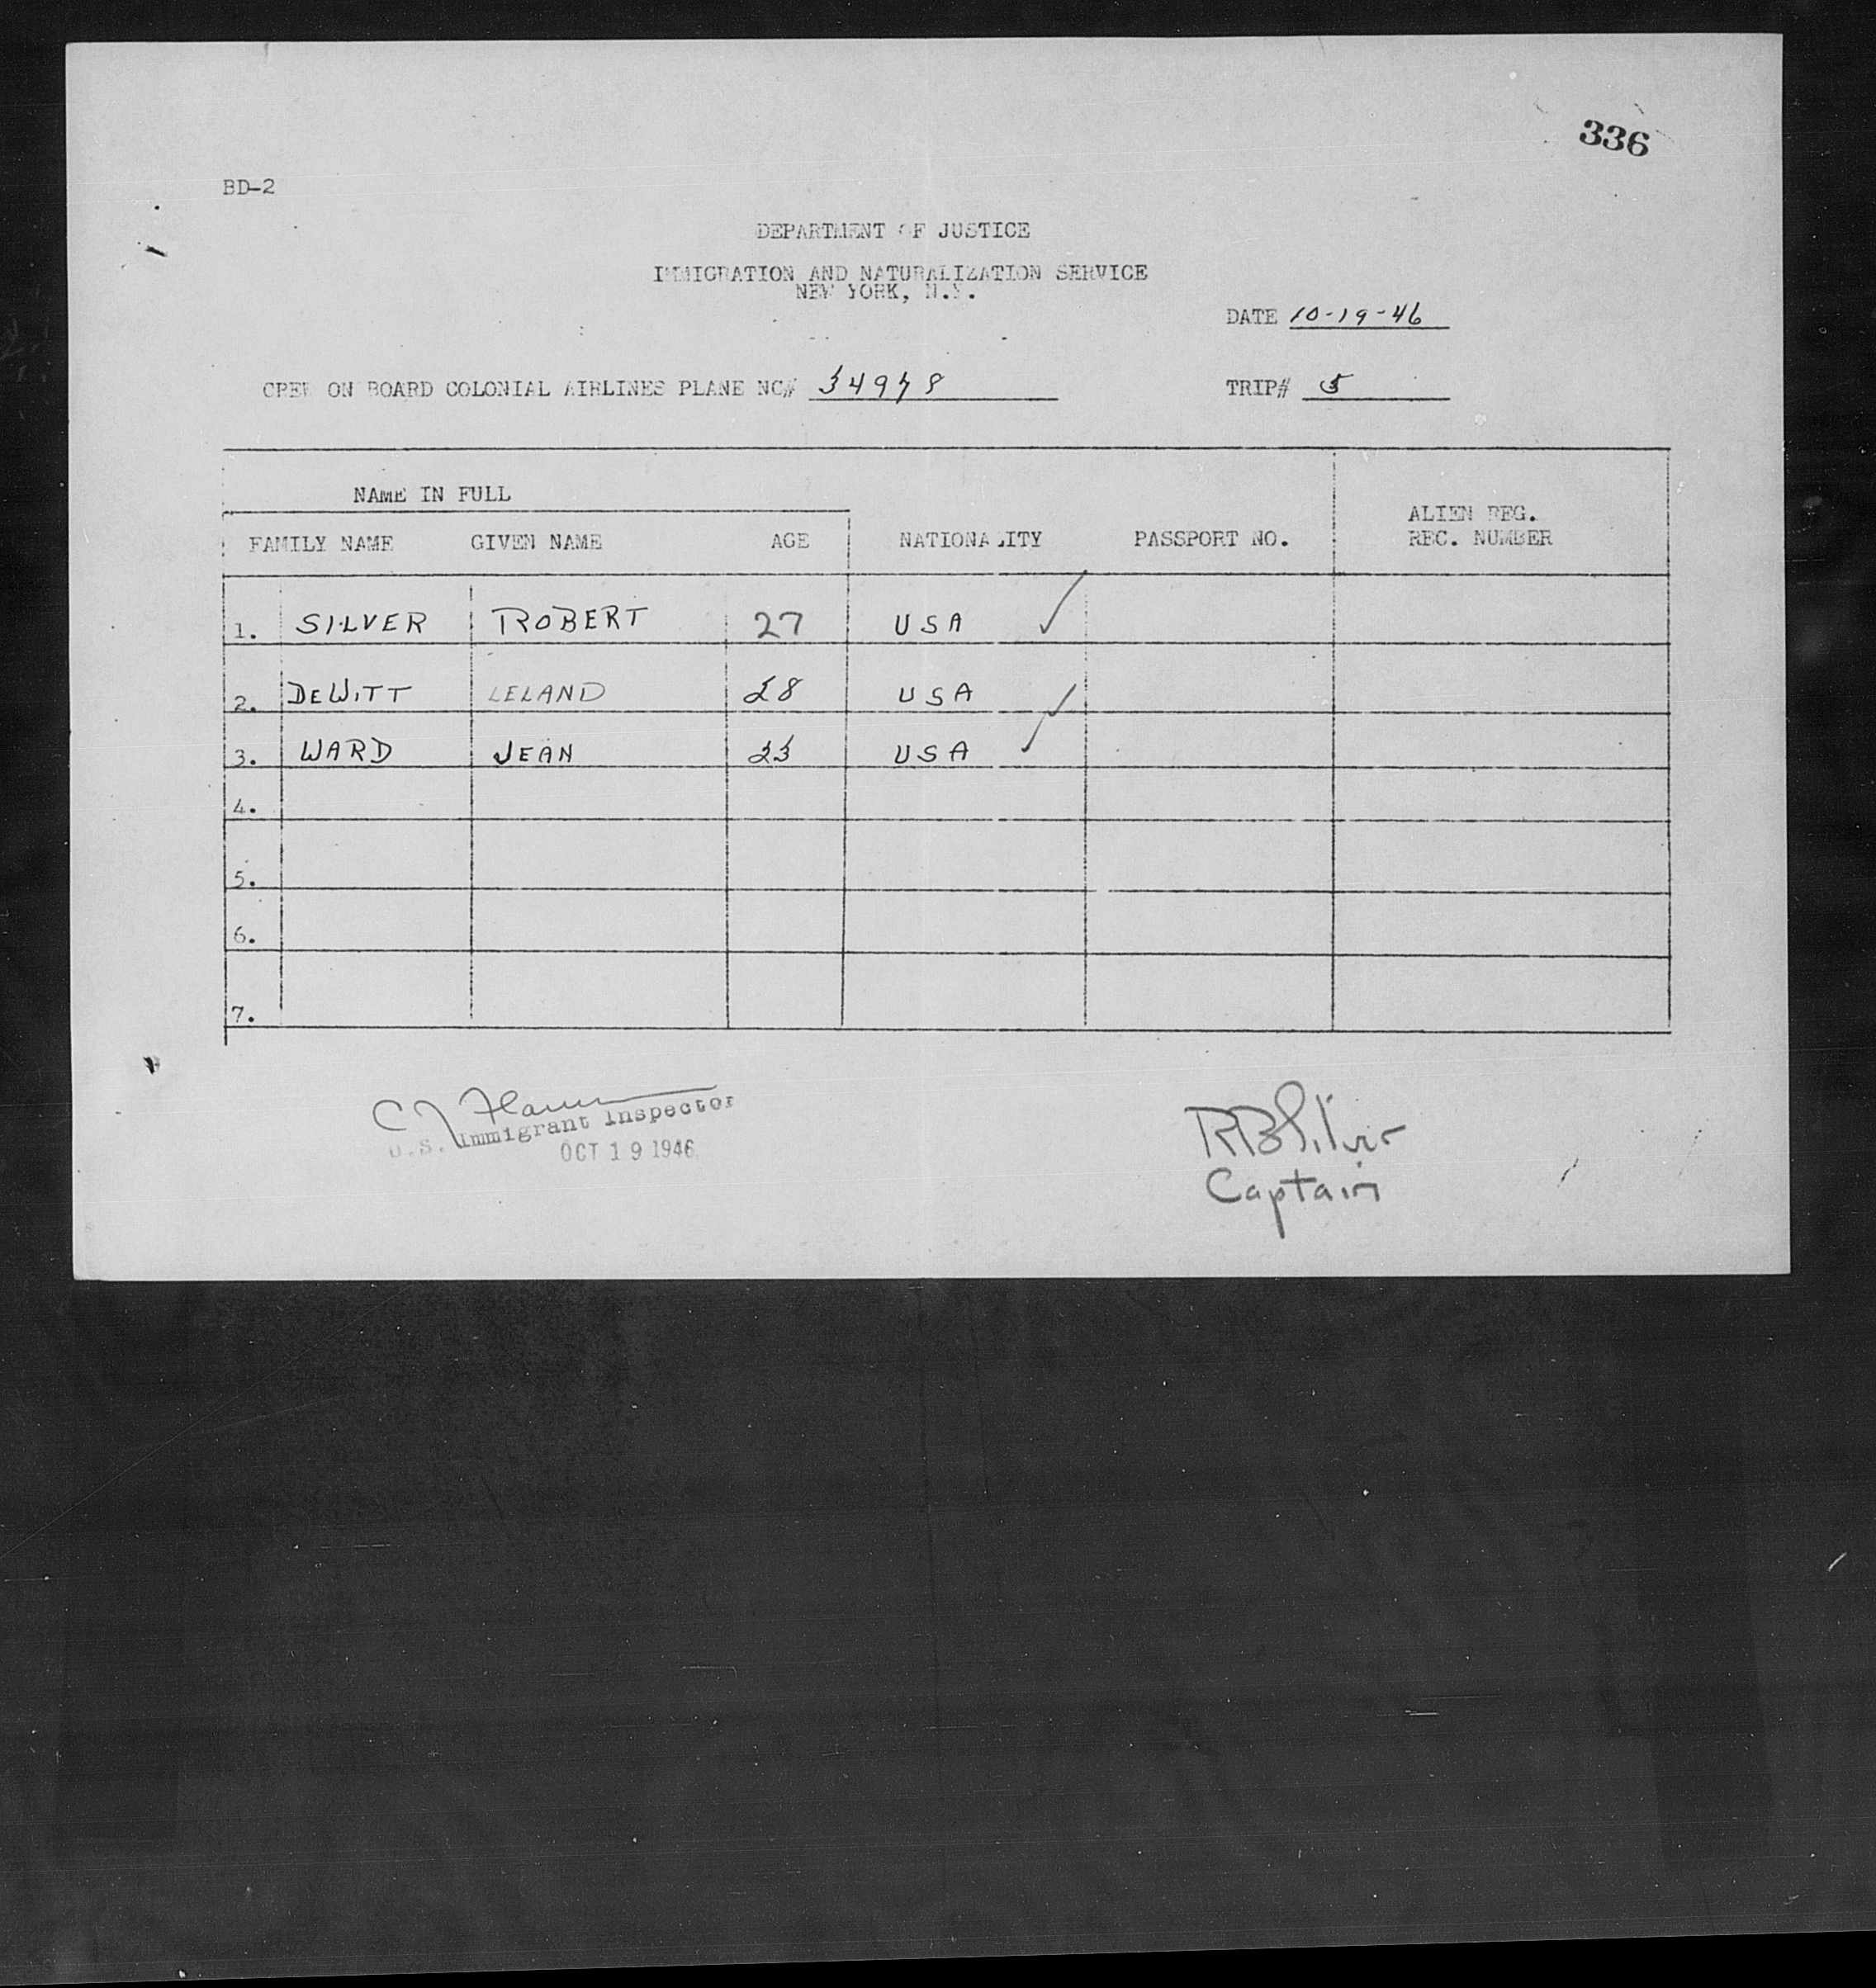 336
BD-2
DEPARTMENT OF JUSTICE
IMMIGRATION AND NATURALIZATION SERVICE
NEW YORK, N.Y.
DATE 10-19-46
CREW ON BOARD COLONIAL AIRLINES PLANE NC# 34978 TRIP# 5
NAME IN FULL
FAMILY NAME GIVEN NAME AGE NATIONALITY PASSPORT NO. ALIEN REG. REC. NUMBER
1. SILVER ROBERT 27 USA ✓
2. DEWITT LELAND 28 USA ✓
3. WARD JEAN 23 USA ✓
4.
5.
6.
7.
U.S. Immigrant Inspector
OCT 19 1946
RB Silver
Captain